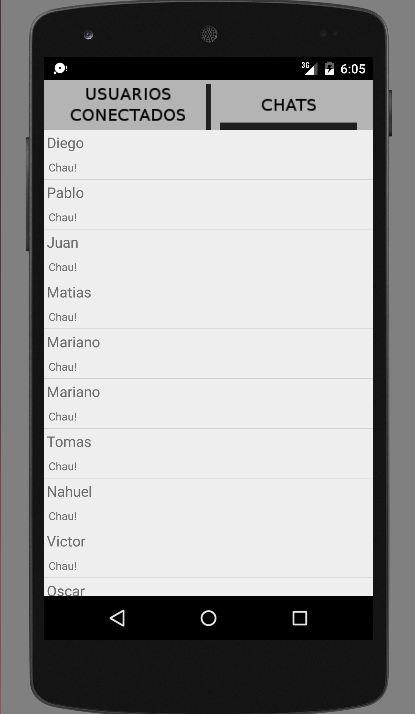 3G 6:05
USUARIOS
CONECTADOS
CHATS
Diego
Chau!
Pablo
Chau!
Juan
Chau!
Matias
Chau!
Mariano
Chau!
Mariano
Chau!
Tomas
Chau!
Nahuel
Chau!
Victor
Chau!
Oscar